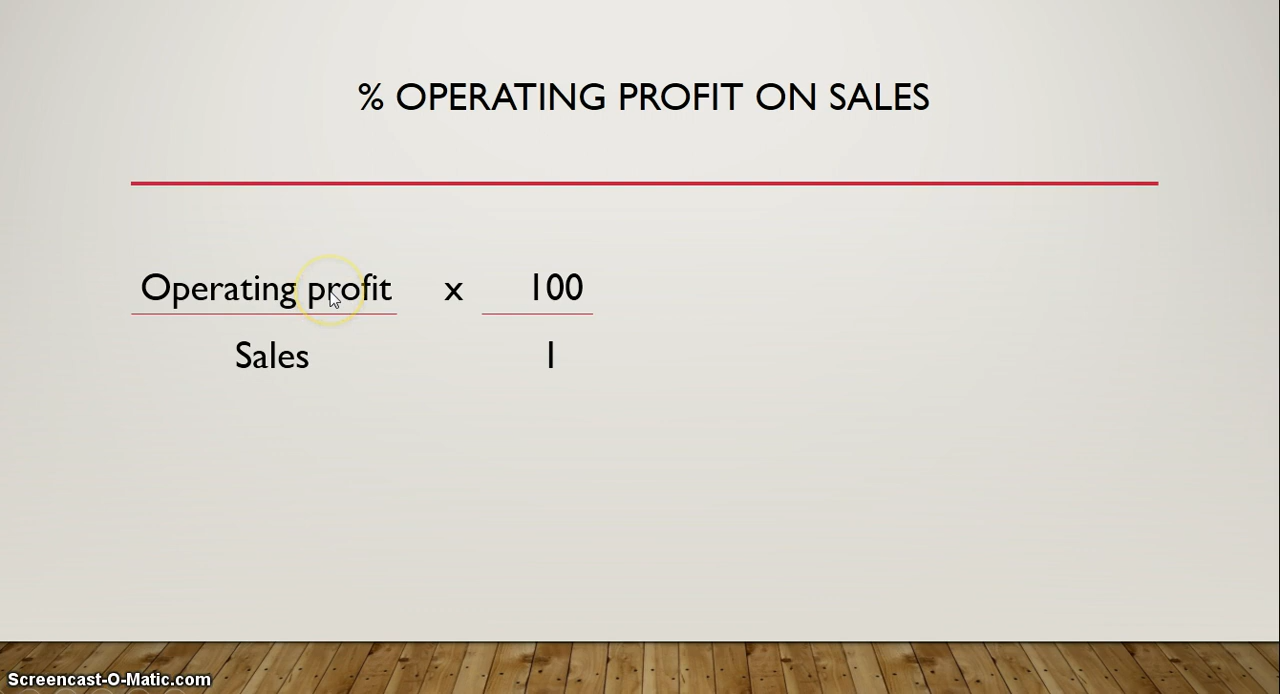 % OPERATING PROFIT ON SALES
Operating profit x 100
Sales 1
Screencast-O-Matic.com